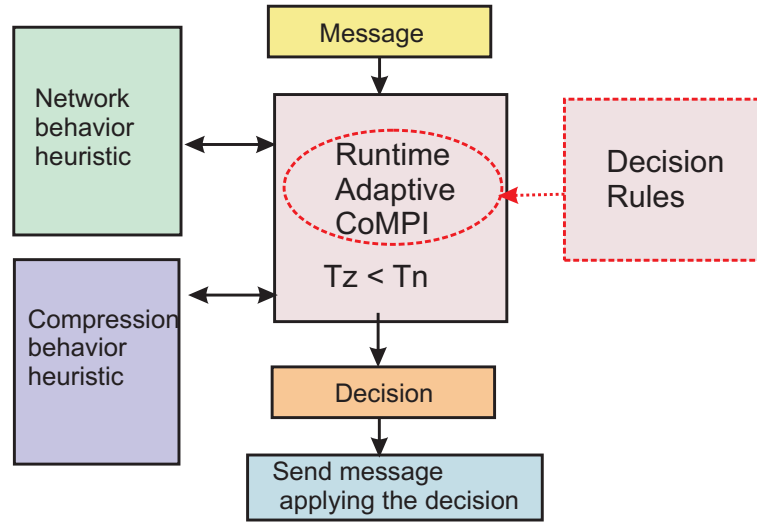 Message
Network
behavior
heuristic
Runtime
Adaptive
CoMPI
Decision
Rules
Tz < Tn
Compression
behavior
heuristic
Decision
Send message
applying the decision